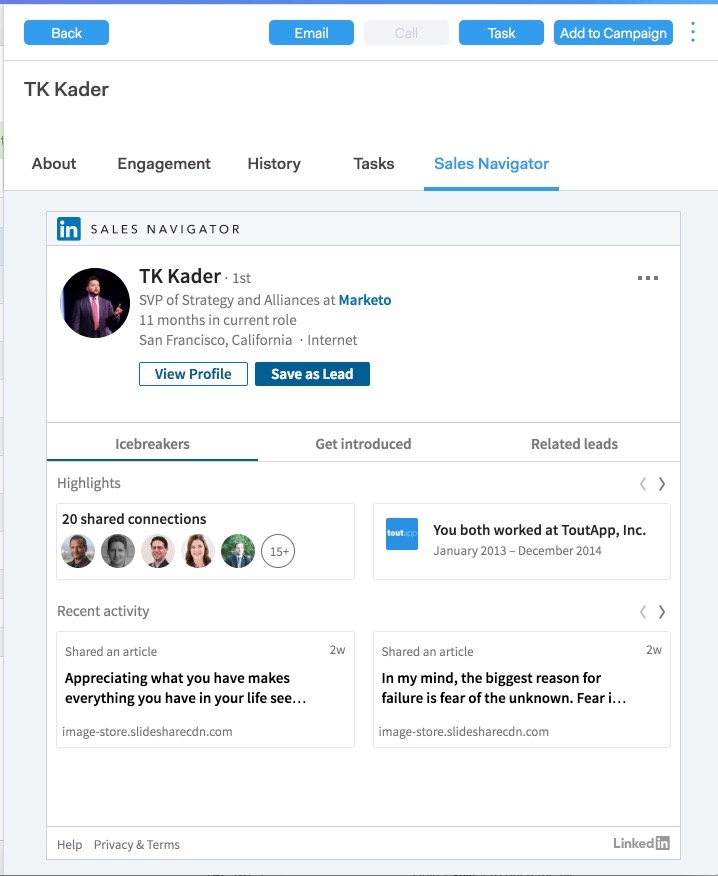 Back Email Call Task Add to Campaign
TK Kader
About Engagement History Tasks Sales Navigator
in SALES NAVIGATOR
TK Kader · 1st
SVP of Strategy and Alliances at Marketo
11 months in current role
San Francisco, California · Internet
View Profile Save as Lead
Icebreakers Get introduced Related leads
Highlights
20 shared connections
15+
toutapp
You both worked at ToutApp, Inc.
January 2013 – December 2014
Recent activity
Shared an article 2w
Appreciating what you have makes
everything you have in your life see…
image-store.slidesharecdn.com
Shared an article 2w
In my mind, the biggest reason for
failure is fear of the unknown. Fear i…
image-store.slidesharecdn.com
Help Privacy & Terms LinkedIn